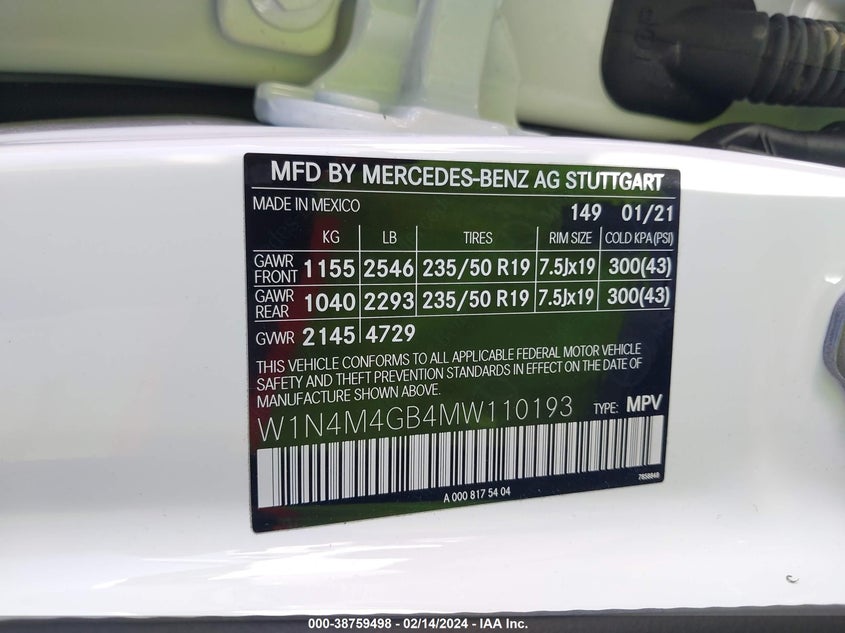 MFD BY MERCEDES-BENZ AG STUTTGART
MADE IN MEXICO 149 01/21
KG LB TIRES RIM SIZE COLD KPA(PSI)
GAWR FRONT 1155 2546 235/50 R19 7.5Jx19 300(43)
GAWR REAR 1040 2293 235/50 R19 7.5Jx19 300(43)
GVWR 2145 4729
THIS VEHICLE CONFORMS TO ALL APPLICABLE FEDERAL MOTOR VEHICLE
SAFETY AND THEFT PREVENTION STANDARDS IN EFFECT ON THE DATE OF
MANUFACTURE SHOWN ABOVE.
W1N4M4GB4MW110193 TYPE: MPV
A 000 817 54 04
000-38759498 - 02/14/2024 - IAA Inc.